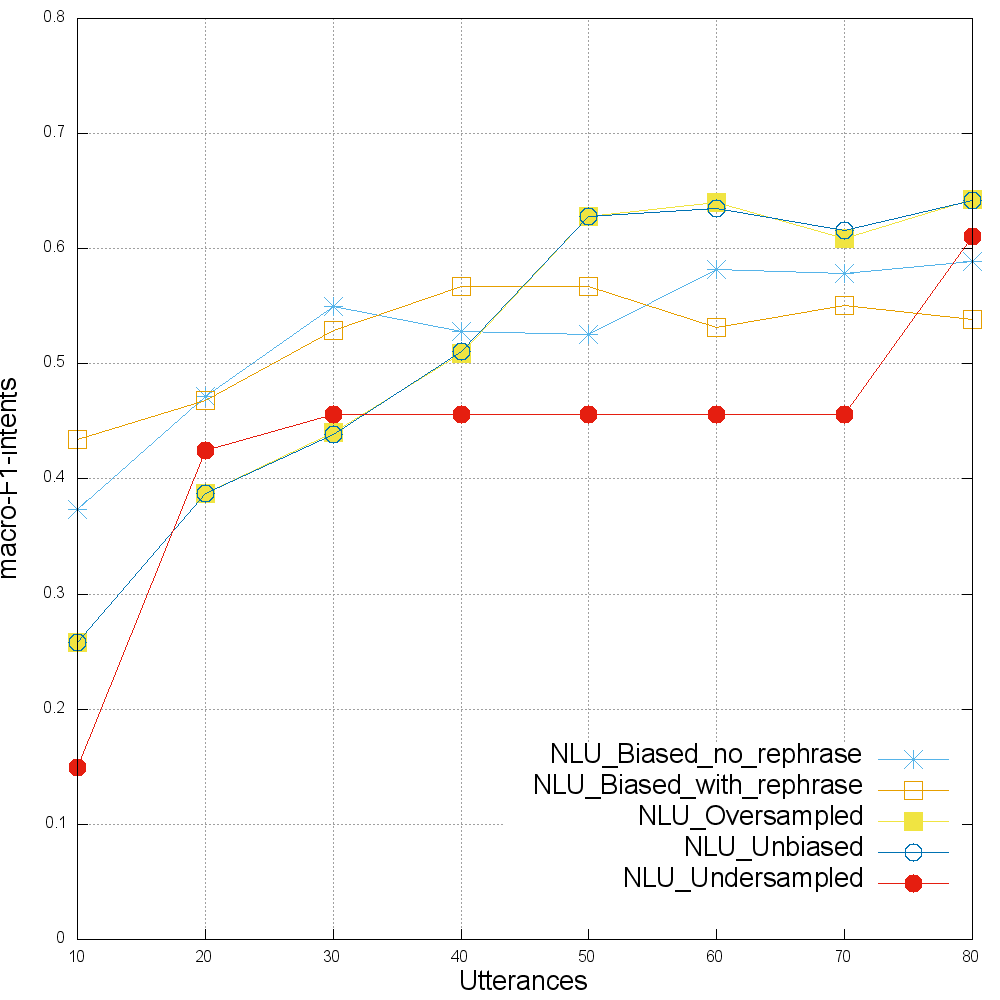 0.8
0.7
0.6
0.5
0.4
0.3
0.2
0.1
0
macro-F1-intents
NLU_Biased_no_rephrase
NLU_Biased_with_rephrase
NLU_Oversampled
NLU_Unbiased
NLU_Undersampled
10 20 30 40 50 60 70 80
Utterances